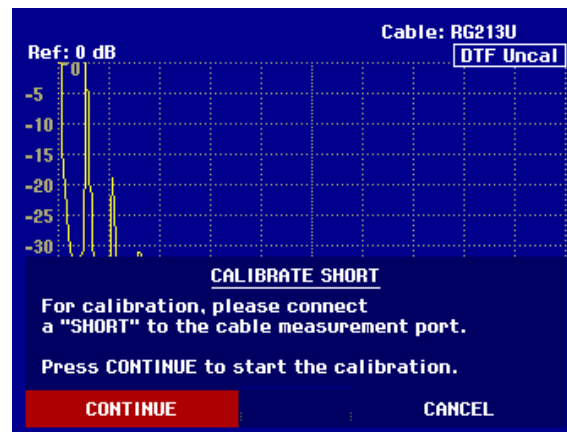 Cable: RG213U
Ref: 0 dB
DTF Uncal
0
-5
-10
-15
-20
-25
-30
CALIBRATE SHORT
For calibration, please connect
a "SHORT" to the cable measurement port.
Press CONTINUE to start the calibration.
CONTINUE
CANCEL